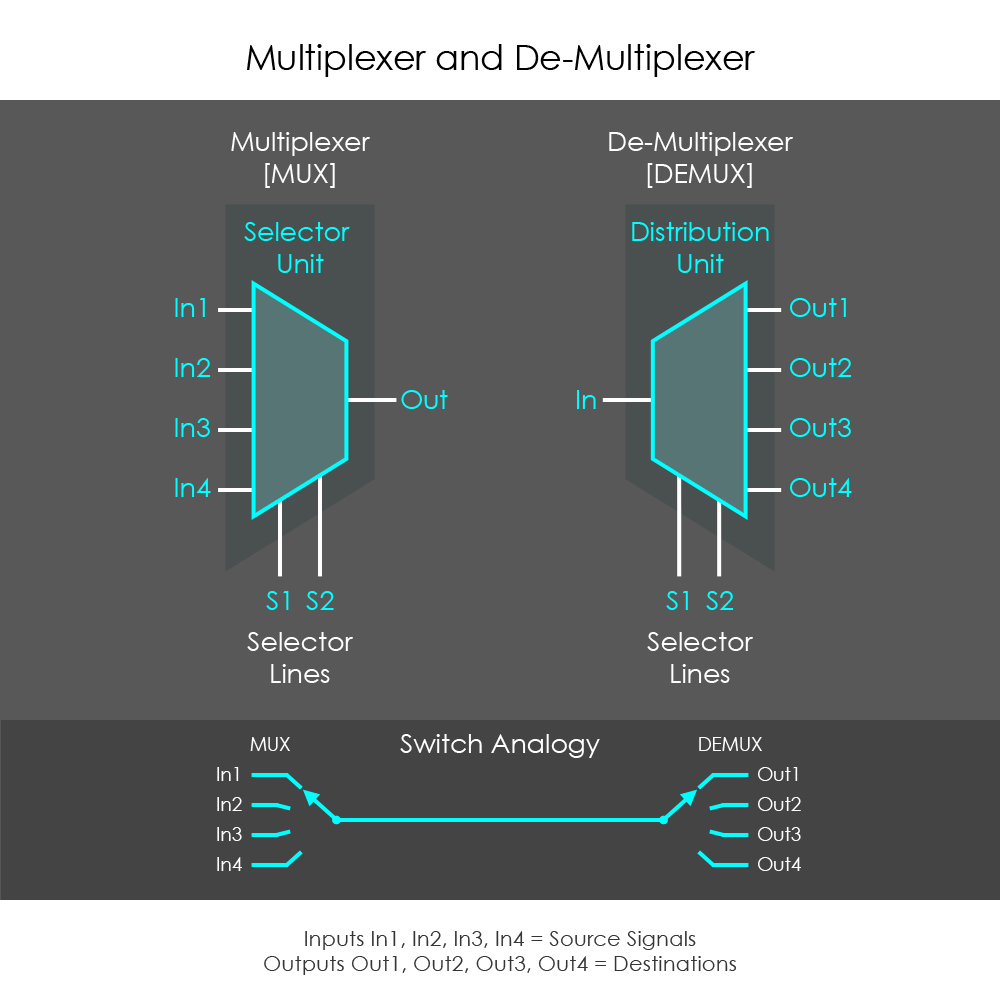 Multiplexer and De-Multiplexer
Multiplexer
[MUX]
Selector
Unit
In1
In2
In3
In4
Out
S1 S2
Selector
Lines
De-Multiplexer
[DEMUX]
Distribution
Unit
In
Out1
Out2
Out3
Out4
S1 S2
Selector
Lines
Switch Analogy
MUX
In1
In2
In3
In4
DEMUX
Out1
Out2
Out3
Out4
Inputs In1, In2, In3, In4 = Source Signals
Outputs Out1, Out2, Out3, Out4 = Destinations